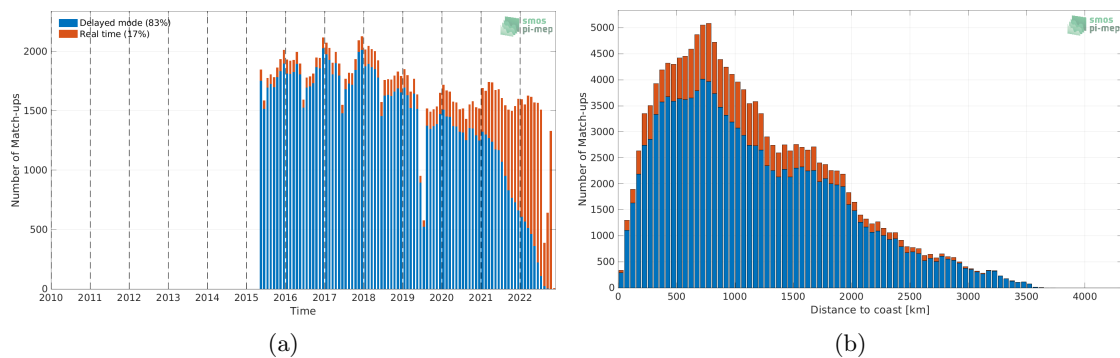 Delayed mode (83%)
Real time (17%)
smos
pi-mep
Number of Match-ups
2000
1500
1000
500
0
2010 2011 2012 2013 2014 2015 2016 2017 2018 2019 2020 2021 2022
Time
(a)
smos
pi-mep
Number of Match-ups
5000
4500
4000
3500
3000
2500
2000
1500
1000
500
0
0 500 1000 1500 2000 2500 3000 3500 4000
Distance to coast [km]
(b)